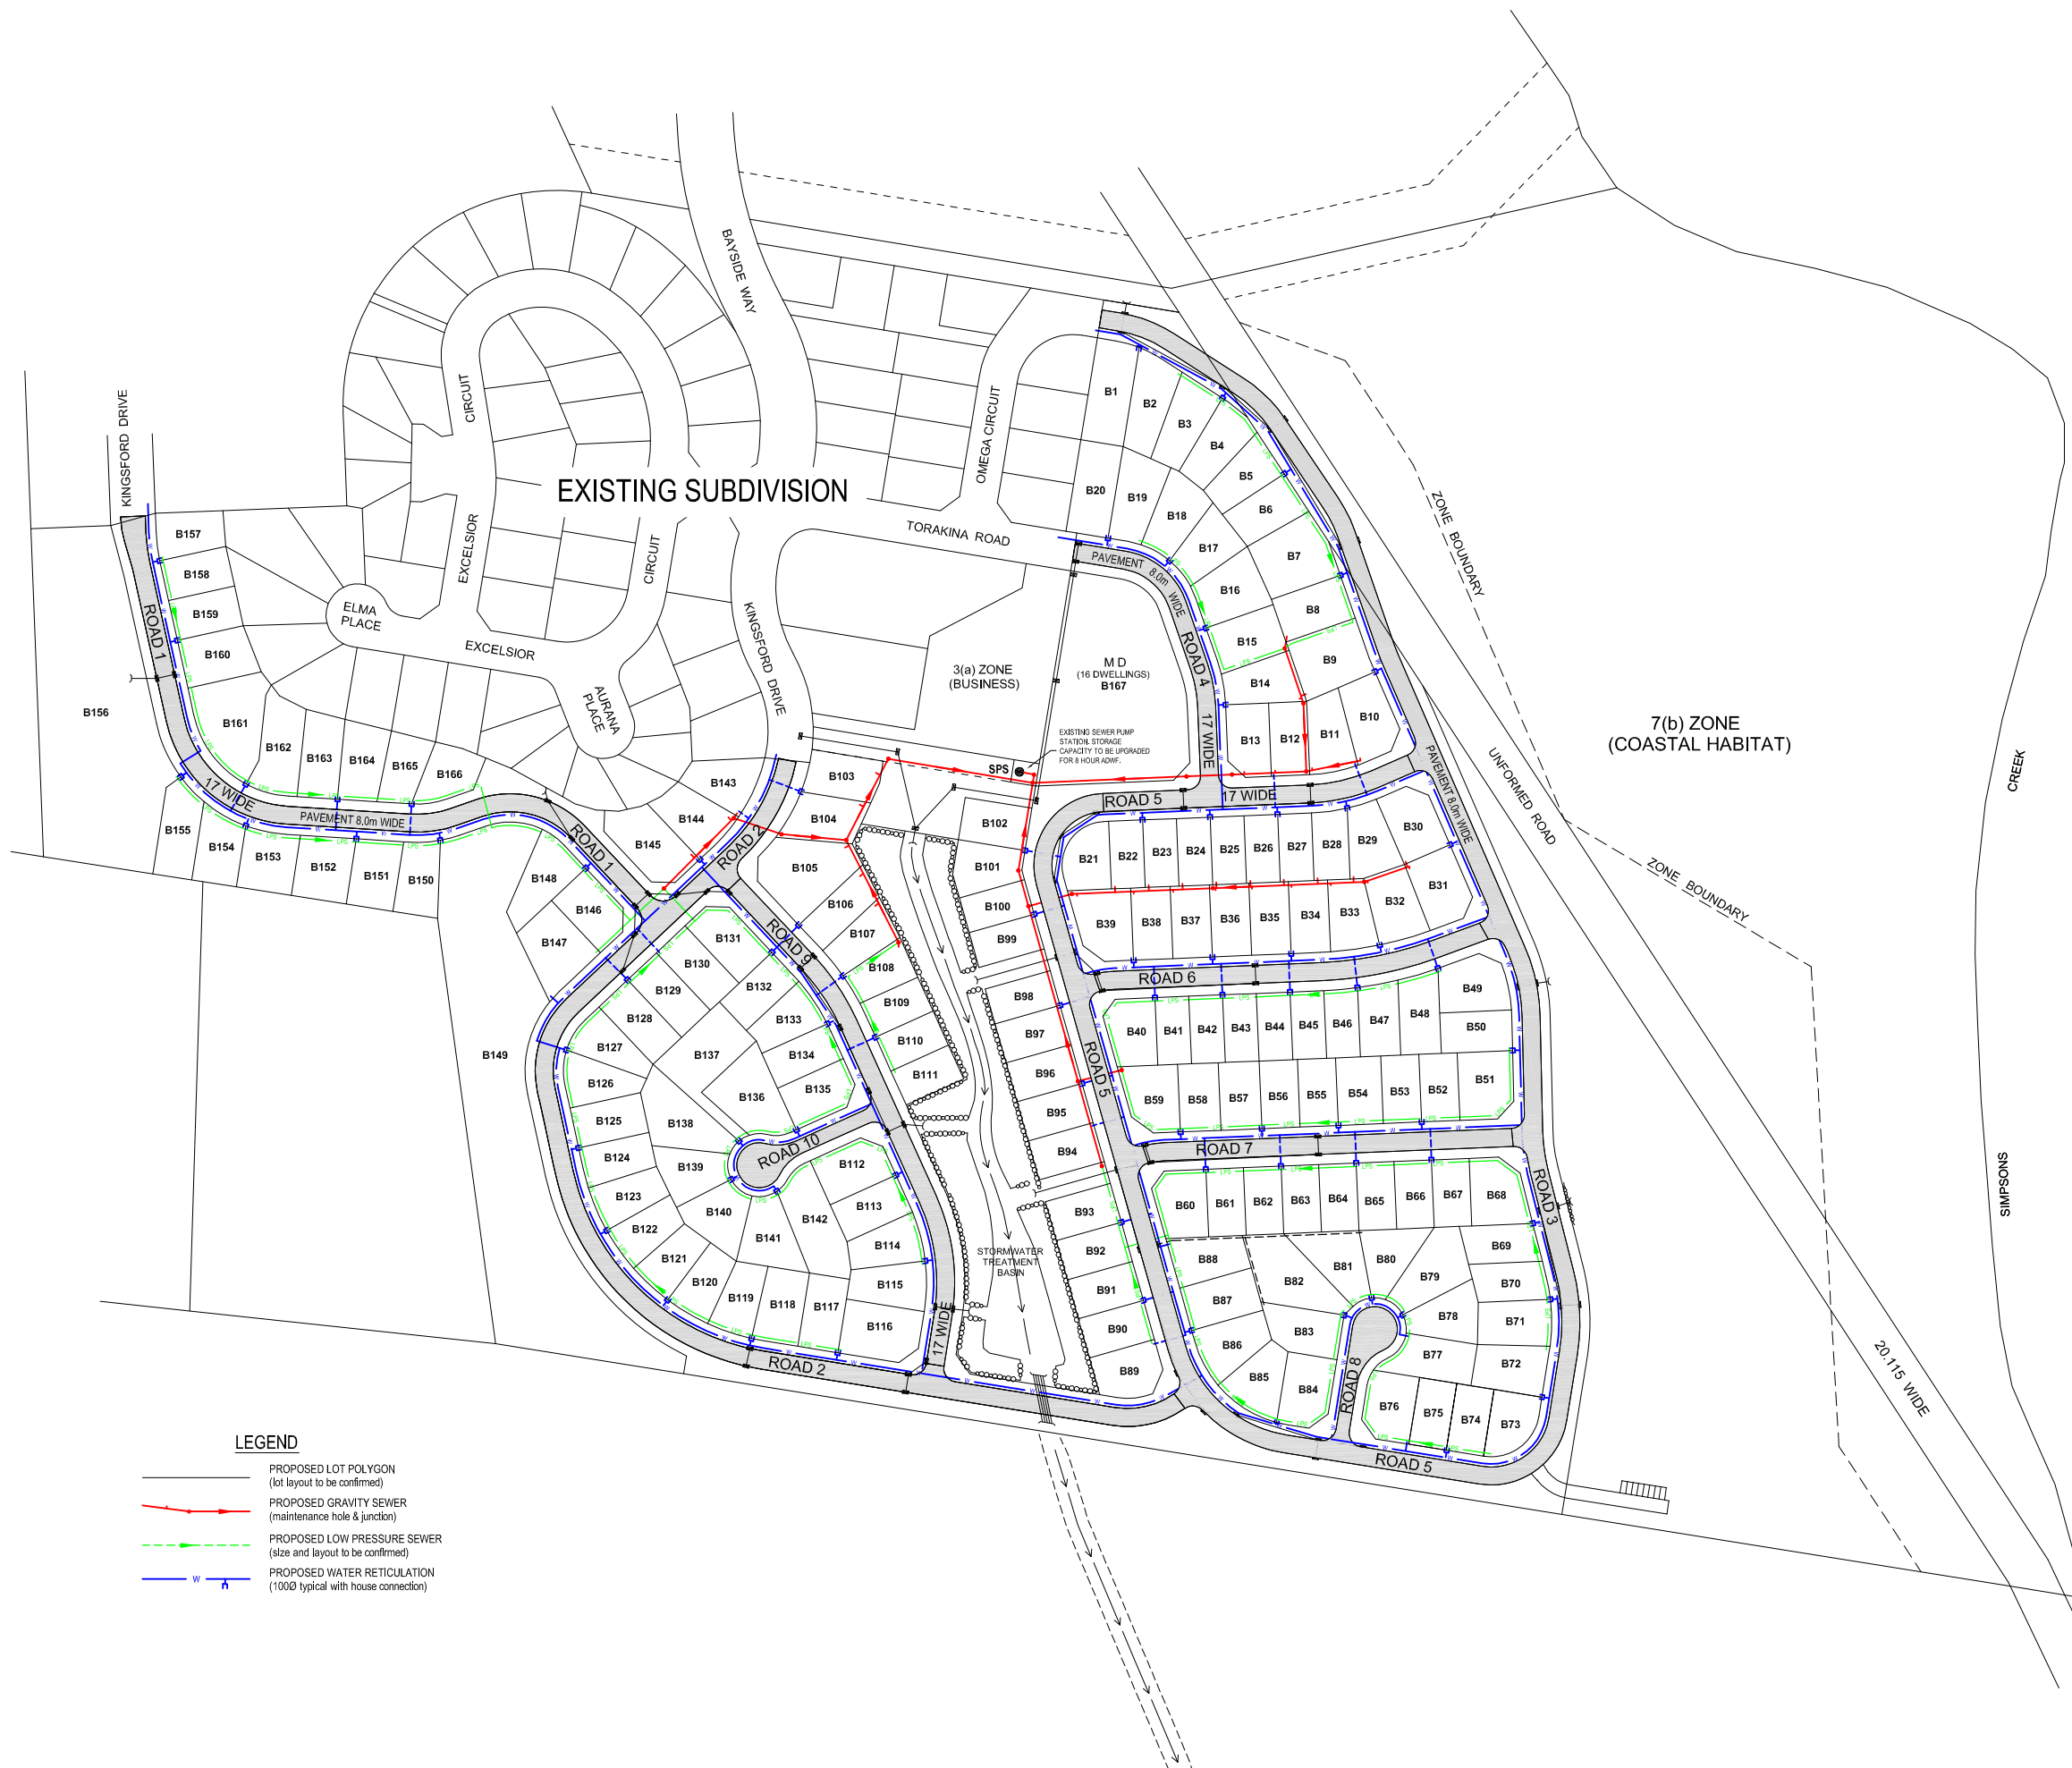 BAYSIDE WAY
KINGSFORD DRIVE
CIRCUIT
OMEGA CIRCUIT
EXISTING SUBDIVISION
TORAKINA ROAD
EXCELSIOR
CIRCUIT
KINGSFORD DRIVE
ELMA
PLACE
EXCELSIOR
AURANA
PLACE
ZONE BOUNDARY
7(b) ZONE
(COASTAL HABITAT)
UNFORMED ROAD
ZONE BOUNDARY
CREEK
SIMPSONS
20.115 WIDE
3(a) ZONE
(BUSINESS)
M D
(16 DWELLINGS)
B167
EXISTING SEWER PUMP
STATION. STORAGE
CAPACITY TO BE UPGRADED
FOR 8 HOUR ADWF.
SPS
PAVEMENT 8.0m WIDE
ROAD 4
17 WIDE
PAVEMENT 8.0m WIDE
ROAD 5
17 WIDE
ROAD 1
17 WIDE
PAVEMENT 8.0m WIDE
ROAD 1
ROAD 2
ROAD 9
ROAD 6
ROAD 5
ROAD 7
ROAD 3
ROAD 10
ROAD 8
17 WIDE
ROAD 2
ROAD 5
STORMWATER
TREATMENT
BASIN
B1
B2
B3
B4
B5
B6
B7
B8
B9
B10
B11
B12
B13
B14
B15
B16
B17
B18
B19
B20
B21
B22
B23
B24
B25
B26
B27
B28
B29
B30
B31
B32
B33
B34
B35
B36
B37
B38
B39
B40
B41
B42
B43
B44
B45
B46
B47
B48
B49
B50
B51
B52
B53
B54
B55
B56
B57
B58
B59
B60
B61
B62
B63
B64
B65
B66
B67
B68
B69
B70
B71
B72
B73
B74
B75
B76
B77
B78
B79
B80
B81
B82
B83
B84
B85
B86
B87
B88
B89
B90
B91
B92
B93
B94
B95
B96
B97
B98
B99
B100
B101
B102
B103
B104
B105
B106
B107
B108
B109
B110
B111
B112
B113
B114
B115
B116
B117
B118
B119
B120
B121
B122
B123
B124
B125
B126
B127
B128
B129
B130
B131
B132
B133
B134
B135
B136
B137
B138
B139
B140
B141
B142
B143
B144
B145
B146
B147
B148
B149
B150
B151
B152
B153
B154
B155
B156
B157
B158
B159
B160
B161
B162
B163
B164
B165
B166
LEGEND
PROPOSED LOT POLYGON
(lot layout to be confirmed)
PROPOSED GRAVITY SEWER
(maintenance hole & junction)
PROPOSED LOW PRESSURE SEWER
(size and layout to be confirmed)
W
PROPOSED WATER RETICULATION
(100Ø typical with house connection)